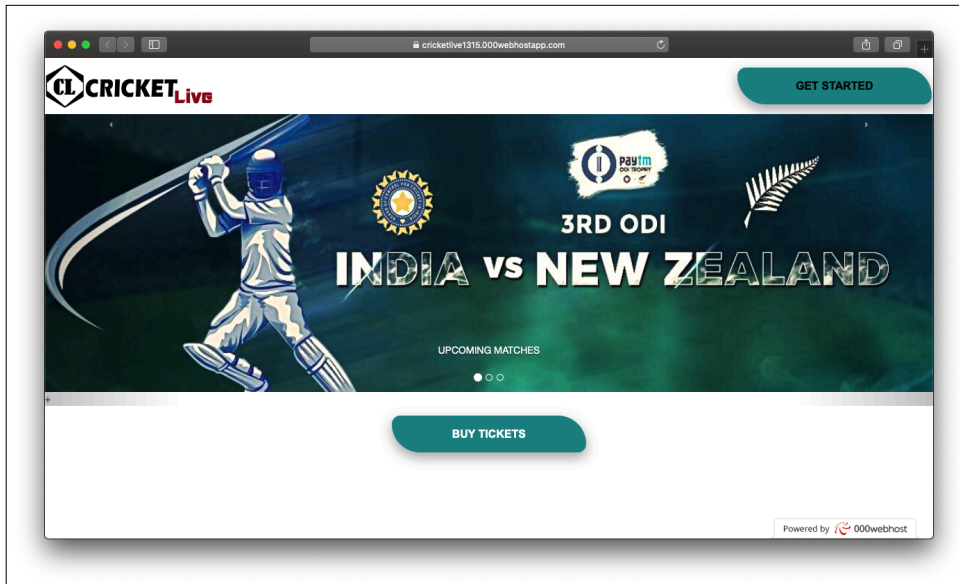 cricketlive1315.000webhostapp.com
CL CRICKET Live
GET STARTED
Paytm
ODI TROPHY
3RD ODI
INDIA VS NEW ZEALAND
UPCOMING MATCHES
BUY TICKETS
Powered by 000webhost